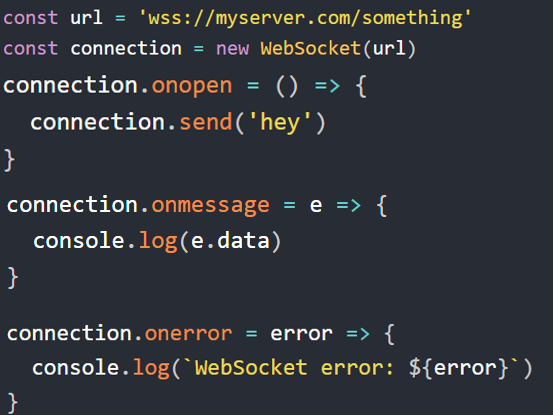 const url = 'wss://myserver.com/something'
const connection = new WebSocket(url)
connection.onopen = () => {
  connection.send('hey')
}
connection.onmessage = e => {
  console.log(e.data)
}
connection.onerror = error => {
  console.log(`WebSocket error: ${error}`)
}